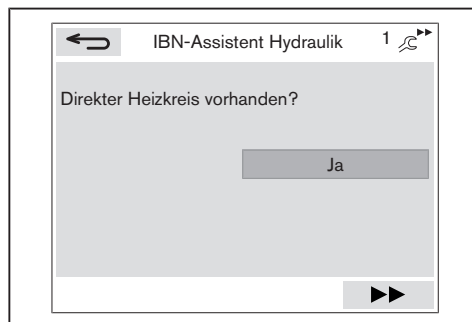 IBN-Assistent Hydraulik 1
Direkter Heizkreis vorhanden?
Ja